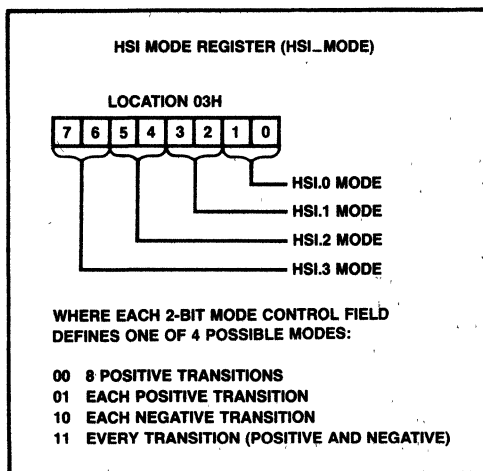 HSI MODE REGISTER (HSI_MODE)
LOCATION 03H
7 6 5 4 3 2 1 0
HSI.0 MODE
HSI.1 MODE
HSI.2 MODE
HSI.3 MODE
WHERE EACH 2-BIT MODE CONTROL FIELD
DEFINES ONE OF 4 POSSIBLE MODES:
00 8 POSITIVE TRANSITIONS
01 EACH POSITIVE TRANSITION
10 EACH NEGATIVE TRANSITION
11 EVERY TRANSITION (POSITIVE AND NEGATIVE)